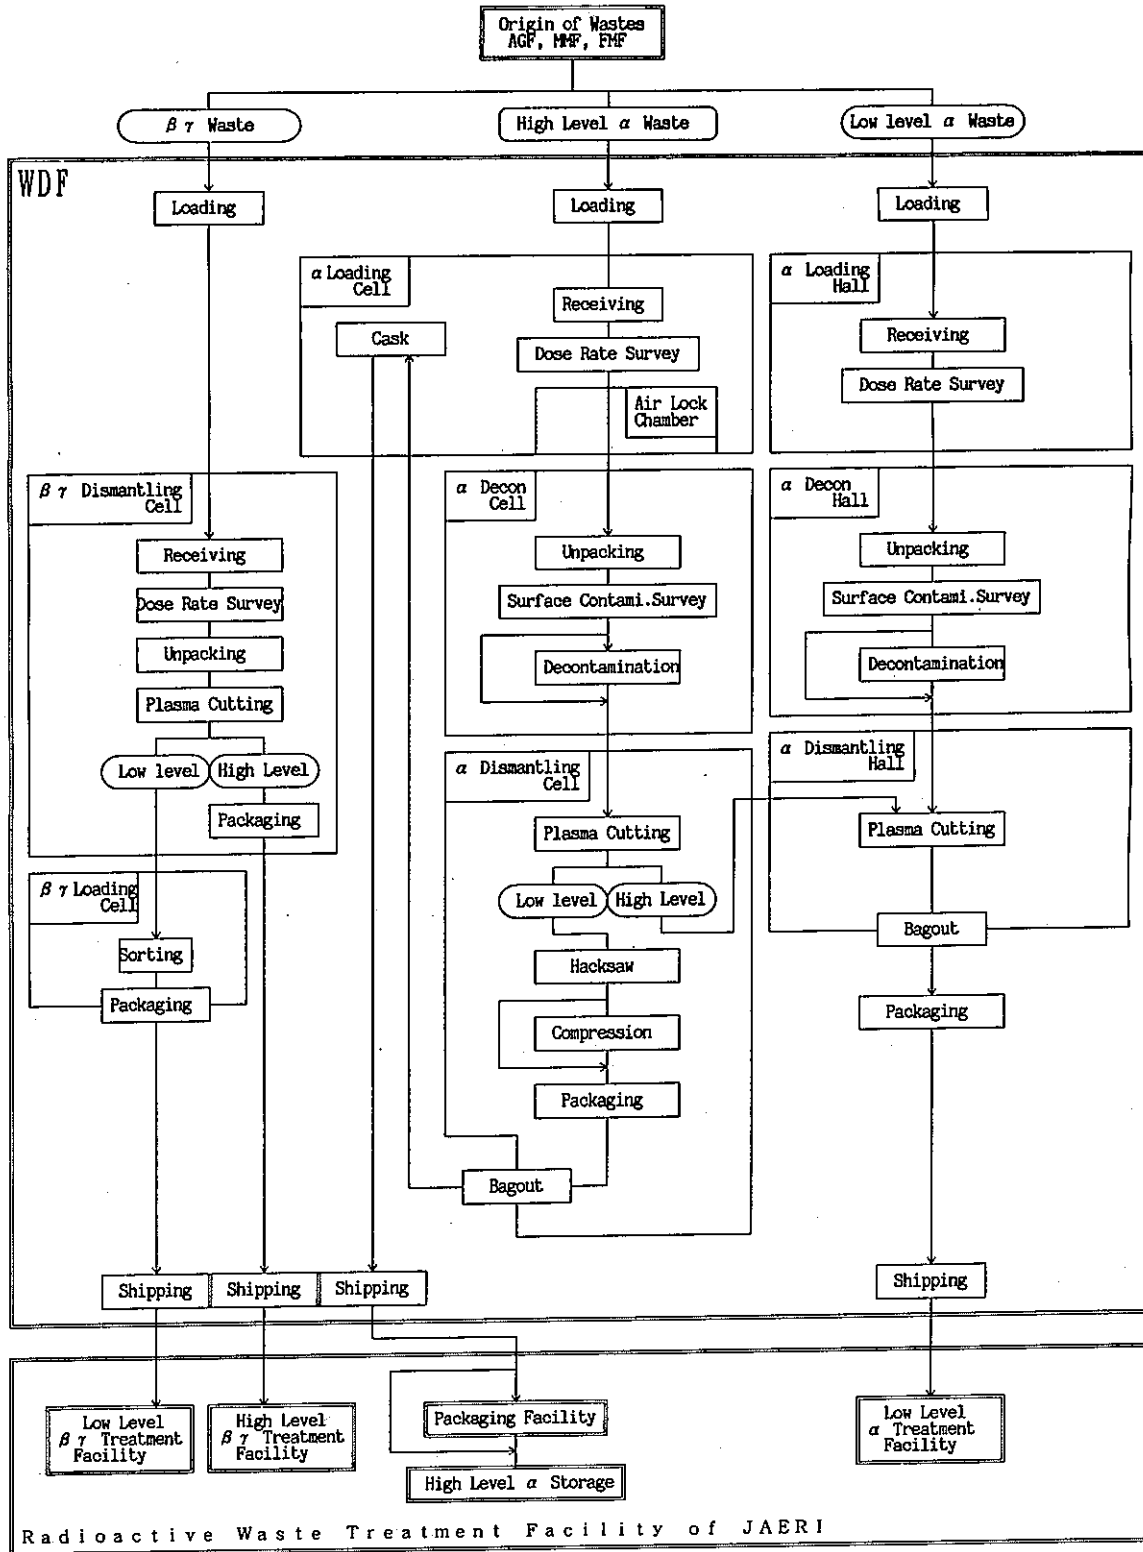 Origin of Wastes
AGF, MMF, FMF
β γ Waste
High Level α Waste
Low level α Waste
WDF
Loading
Loading
Loading
α Loading
Cell
Receiving
Dose Rate Survey
Cask
Air Lock
Chamber
α Loading
Hall
Receiving
Dose Rate Survey
β γ Dismantling
Cell
Receiving
Dose Rate Survey
Unpacking
Plasma Cutting
Low level
High Level
Packaging
α Decon
Cell
Unpacking
Surface Contami.Survey
Decontamination
α Decon
Hall
Unpacking
Surface Contami.Survey
Decontamination
α Dismantling
Cell
Plasma Cutting
Low level
High Level
Hacksaw
Compression
Packaging
Bagout
α Dismantling
Hall
Plasma Cutting
Bagout
Packaging
β γ Loading
Cell
Sorting
Packaging
Shipping
Shipping
Shipping
Shipping
Low Level
β γ Treatment
Facility
High Level
β γ Treatment
Facility
Packaging Facility
High Level α Storage
Low Level
α Treatment
Facility
Radioactive Waste Treatment Facility of JAERI